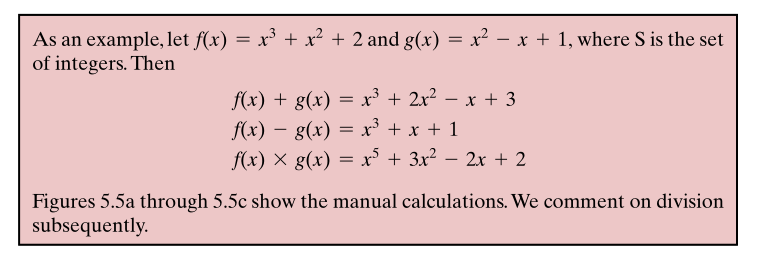 As an example, let f(x) = x³ + x² + 2 and g(x) = x² − x + 1, where S is the set
of integers. Then
f(x) + g(x) = x³ + 2x² − x + 3
f(x) − g(x) = x³ + x + 1
f(x) × g(x) = x⁵ + 3x² − 2x + 2
Figures 5.5a through 5.5c show the manual calculations. We comment on division
subsequently.